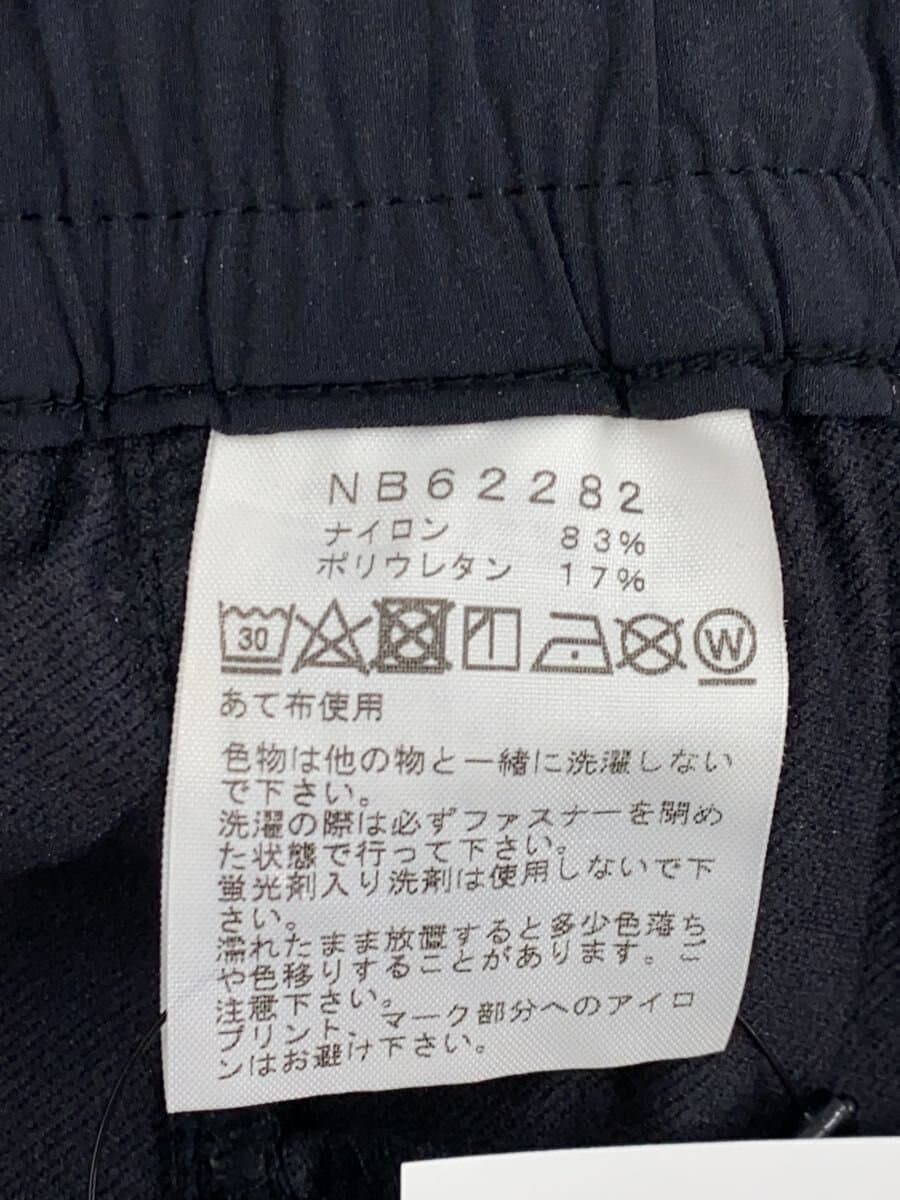 NB62282
ナイロン 83%
ポリウレタン 17%
30 W
あて布使用
色物は他の物と一緒に洗濯しない
で下さい。
洗濯の際は必ずファスナーを閉め
た状態で行って下さい。
蛍光剤入り洗剤は使用しないで下
さい。
濡れたまま放置すると多少色落ち
や色移りすることがあります。ご
注意下さい。
プリント、マーク部分へのアイロ
ンはお避け下さい。